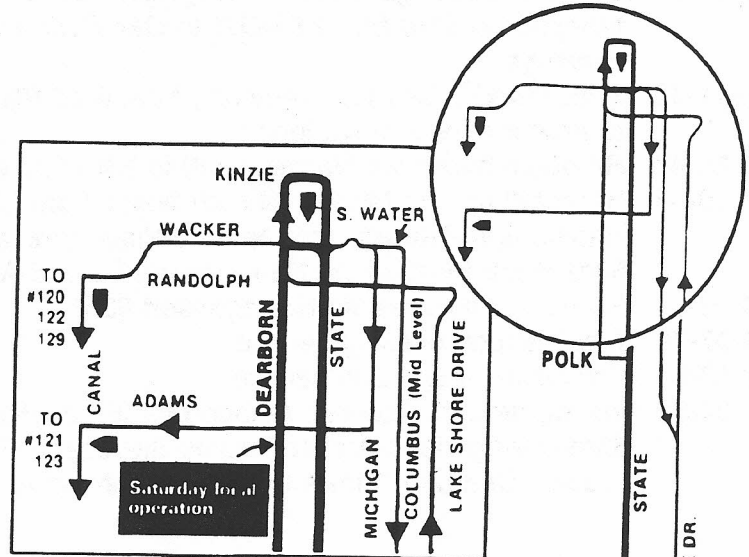 KINZIE
S. WATER
WACKER
RANDOLPH
TO
#120
122
129
CANAL
DEARBORN
STATE
ADAMS
TO
#121
123
MICHIGAN
COLUMBUS (Mid Level)
LAKE SHORE DRIVE
Saturday local
operation
POLK
STATE
DR.